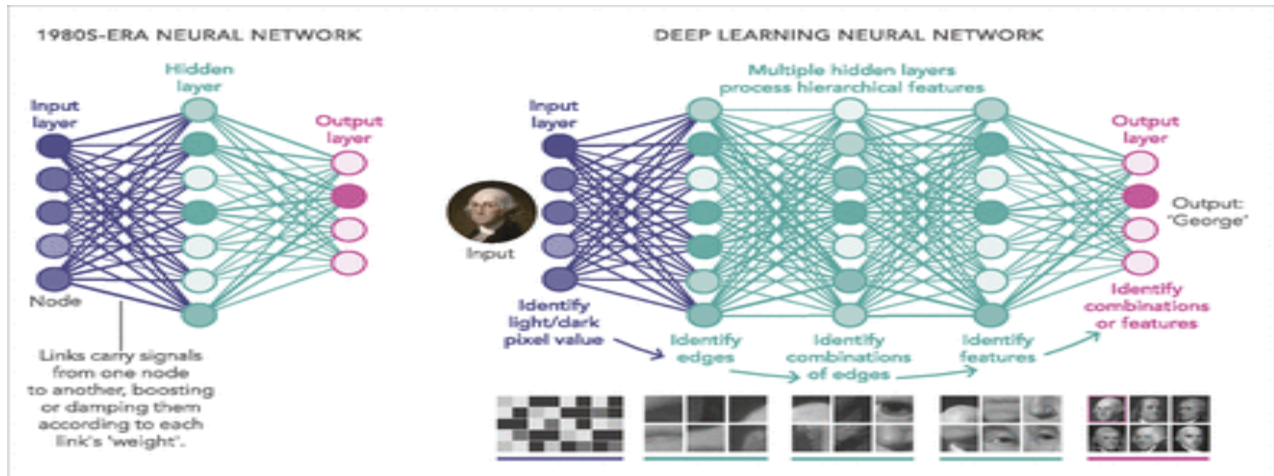 1980S-ERA NEURAL NETWORK
Hidden
layer
Input
layer
Output
layer
Node
Links carry signals
from one node
to another, boosting
or damping them
according to each
link's 'weight'.
DEEP LEARNING NEURAL NETWORK
Multiple hidden layers
process hierarchical features
Input
layer
Output
layer
Input
Output:
'George'
Identify
light/dark
pixel value
Identify
edges
Identify
combinations
of edges
Identify
features
Identify
combinations
or features